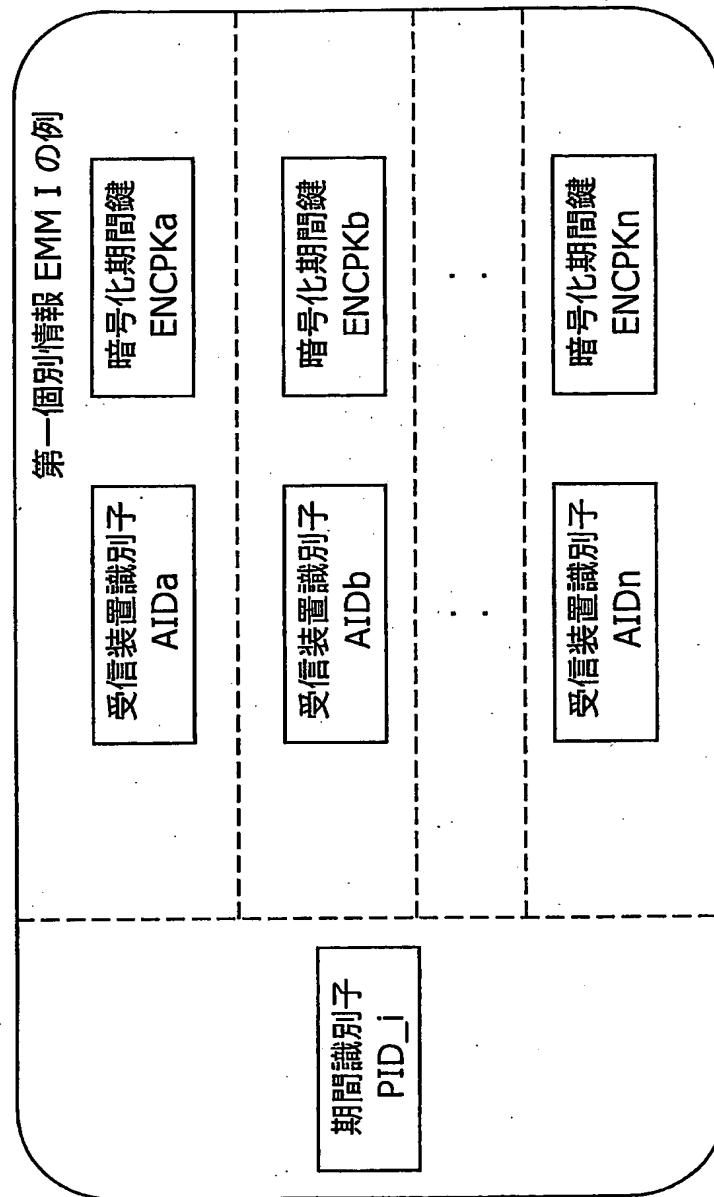 第一個別情報 EMM I の例
期間識別子
PID_i
受信装置識別子
AIDa
暗号化期間鍵
ENCPKa
受信装置識別子
AIDb
暗号化期間鍵
ENCPKb
受信装置識別子
AIDn
暗号化期間鍵
ENCPKn